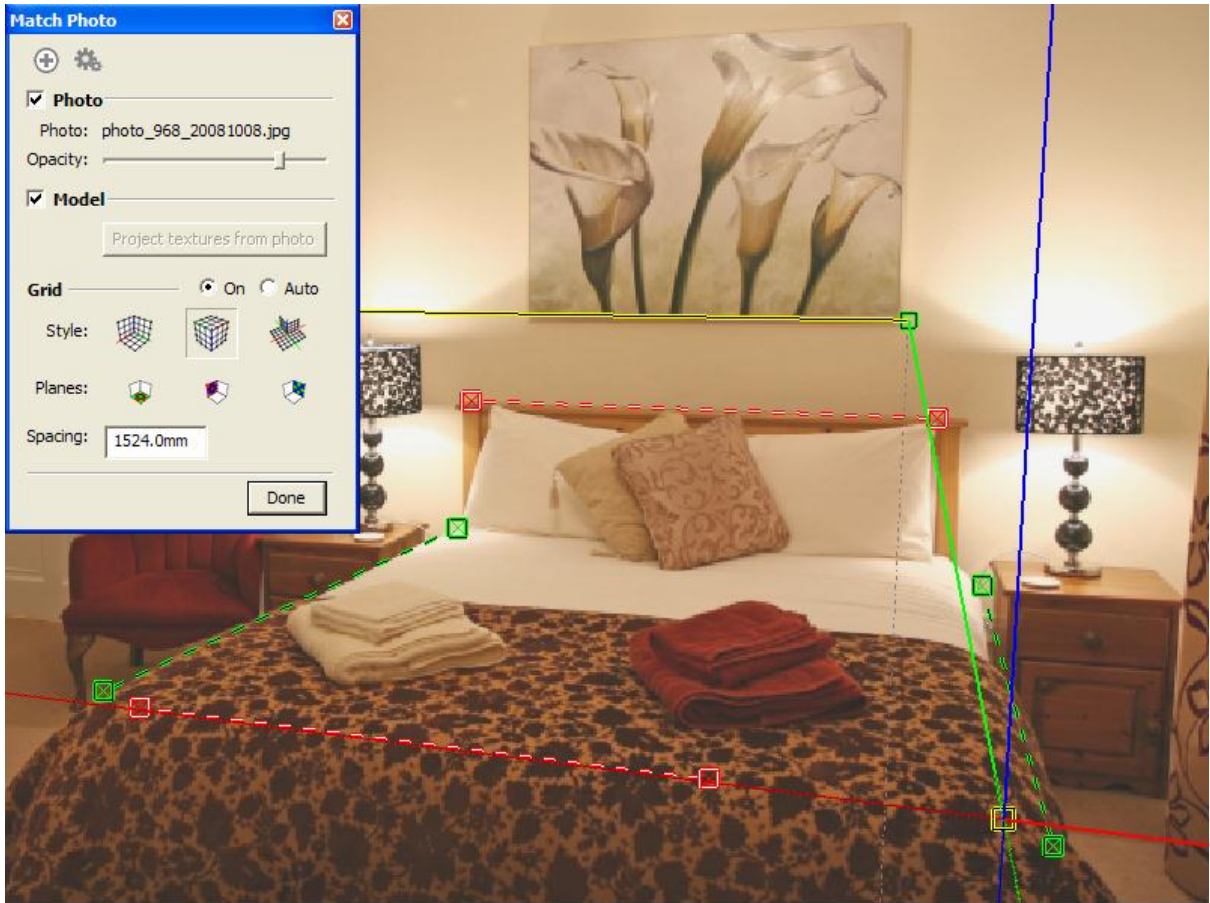 Match Photo
Photo
Photo: photo_968_20081008.jpg
Opacity:
Model
Project textures from photo
Grid On Auto
Style:
Planes:
Spacing: 1524.0mm
Done